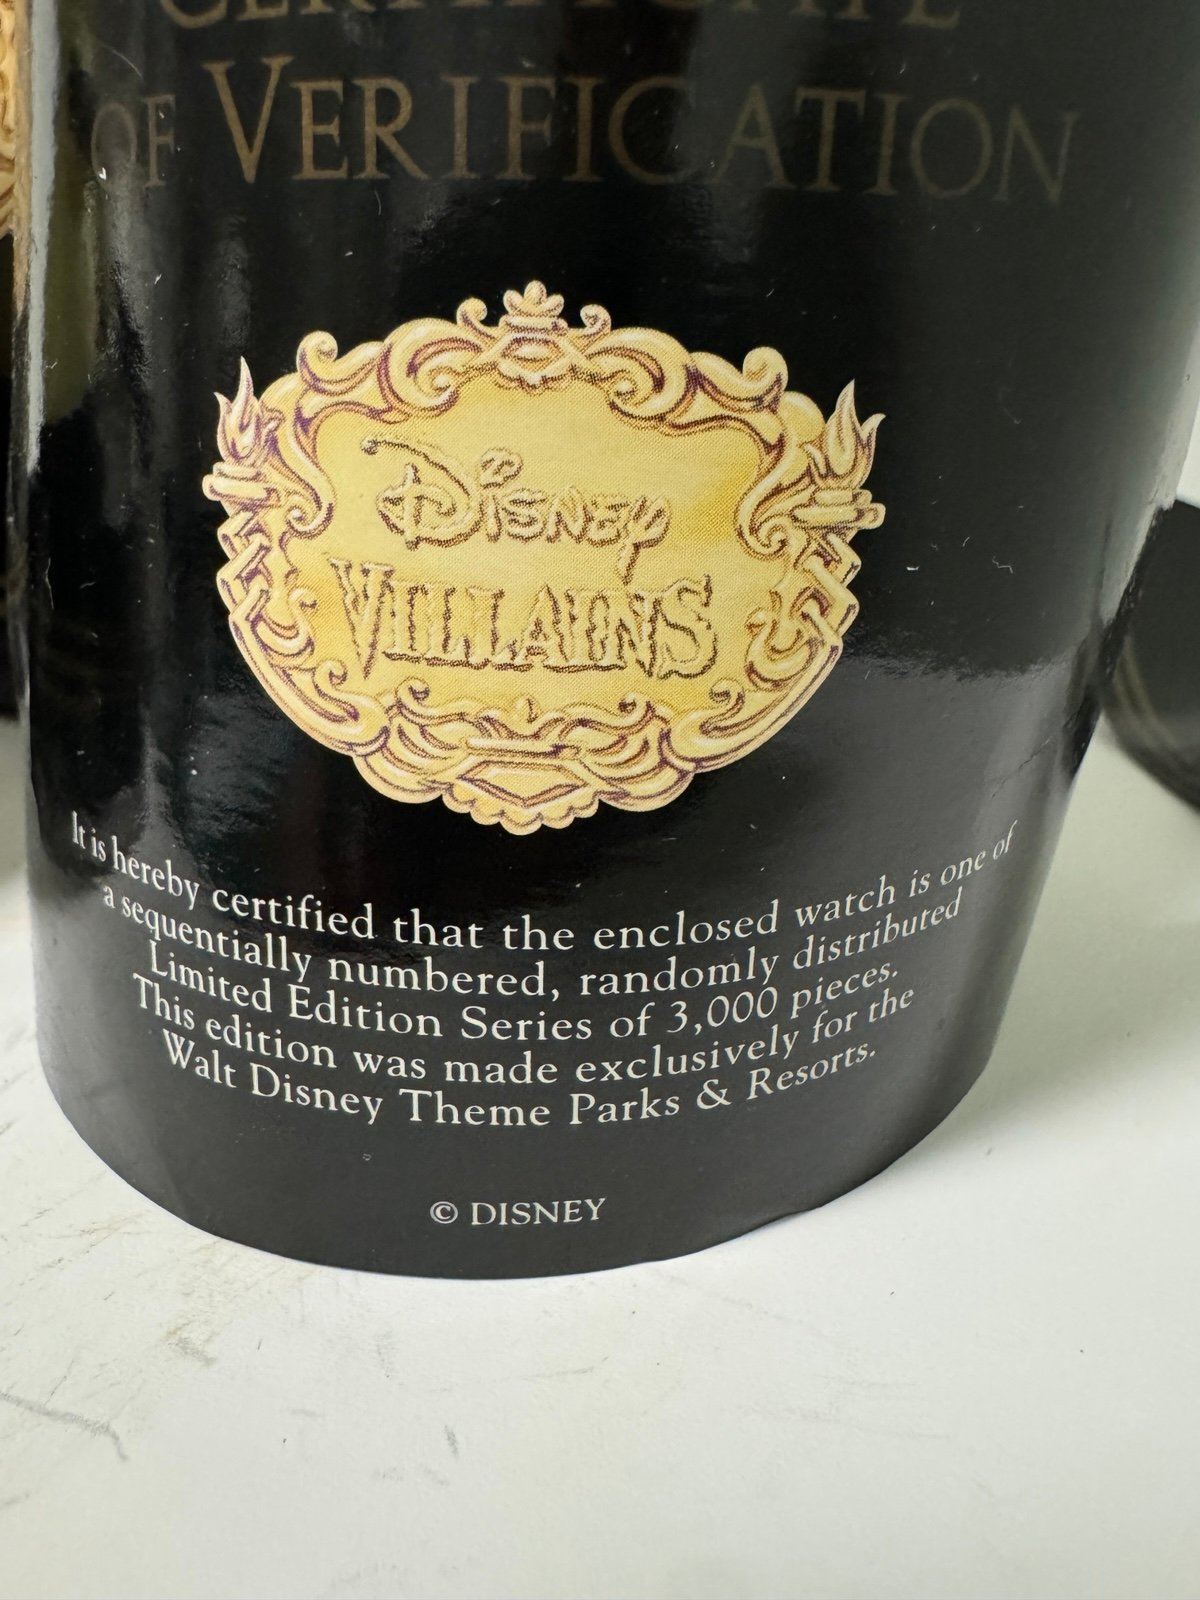 CERTIFICATE
OF VERIFICATION
Disney
VILLAINS
It is hereby certified that the enclosed watch is one of
a sequentially numbered, randomly distributed
Limited Edition Series of 3,000 pieces.
This edition was made exclusively for the
Walt Disney Theme Parks & Resorts.
© DISNEY